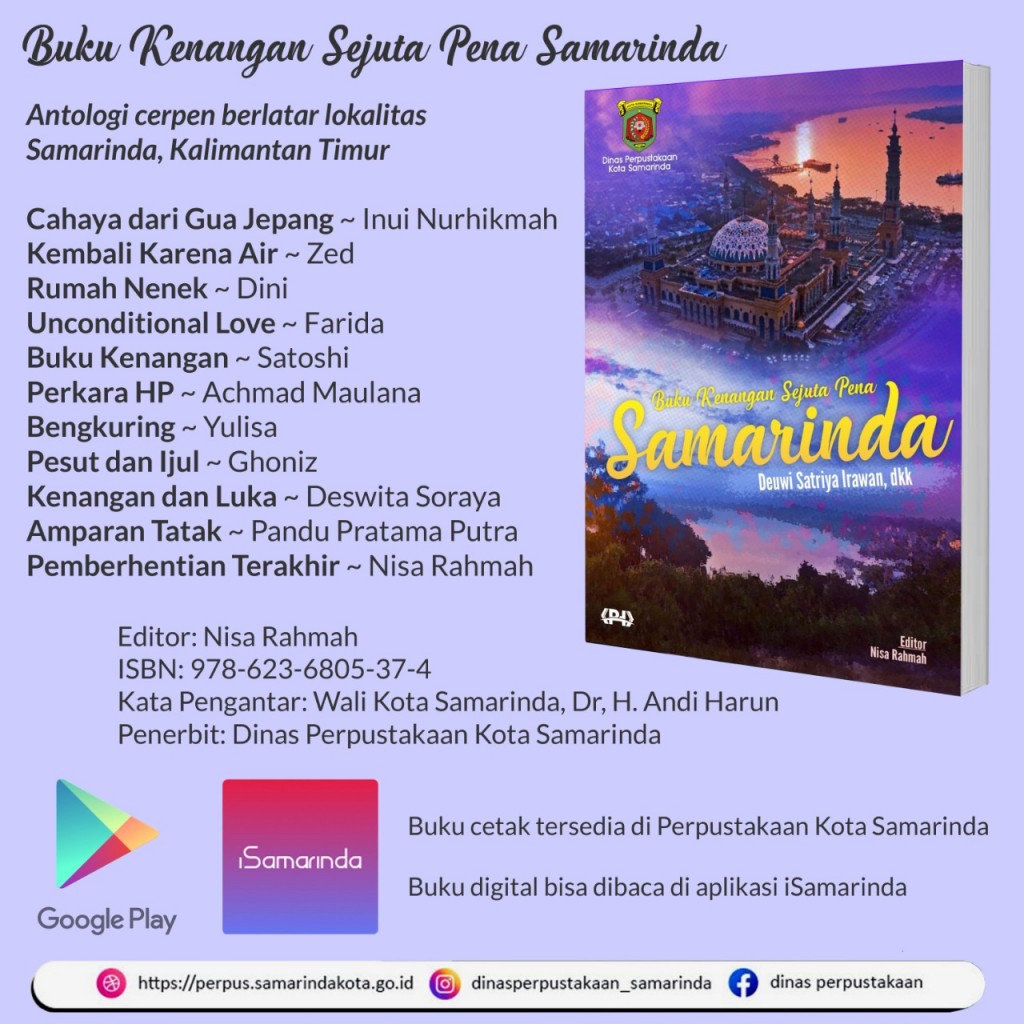 Buku Kenangan Sejuta Pena Samarinda
Antologi cerpen berlatar lokalitas
Samarinda, Kalimantan Timur
Cahaya dari Gua Jepang ~ Inui Nurhikmah
Kembali Karena Air ~ Zed
Rumah Nenek ~ Dini
Unconditional Love ~ Farida
Buku Kenangan ~ Satoshi
Perkara HP ~ Achmad Maulana
Bengkuring ~ Yulisa
Pesut dan Ijul ~ Ghoniz
Kenangan dan Luka ~ Deswita Soraya
Amparan Tatak ~ Pandu Pratama Putra
Pemberhentian Terakhir ~ Nisa Rahmah
Editor: Nisa Rahmah
ISBN: 978-623-6805-37-4
Kata Pengantar: Wali Kota Samarinda, Dr, H. Andi Harun
Penerbit: Dinas Perpustakaan Kota Samarinda
Dinas Perpustakaan
Kota Samarinda
Buku Kenangan Sejuta Pena
Samarinda
Deuwi Satriya Irawan, dkk
Editor
Nisa Rahmah
Google Play
iSamarinda
Buku cetak tersedia di Perpustakaan Kota Samarinda
Buku digital bisa dibaca di aplikasi iSamarinda
https://perpus.samarindakota.go.id
dinasperpustakaan_samarinda
dinas perpustakaan